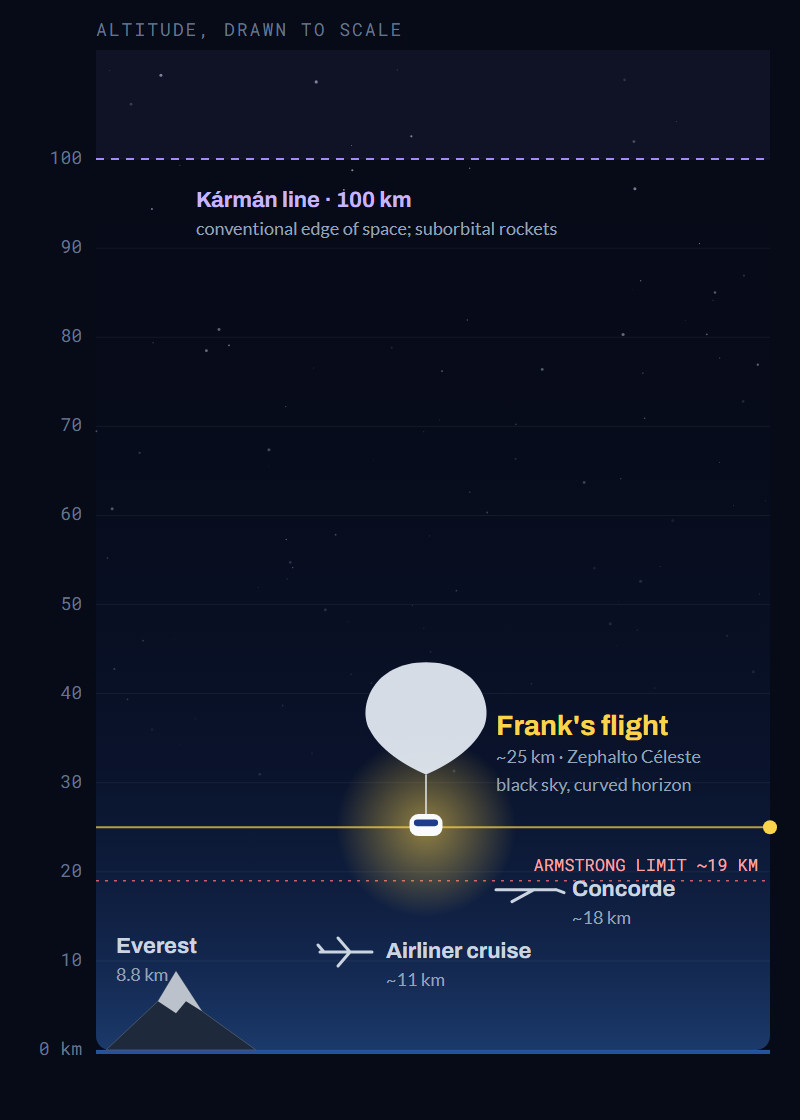 ALTITUDE, DRAWN TO SCALE
100
Kármán line · 100 km
conventional edge of space; suborbital rockets
90
80
70
60
50
40
Frank's flight
~25 km · Zephalto Céleste
30
black sky, curved horizon
ARMSTRONG LIMIT ~19 KM
20
Concorde
~18 km
Everest
Airliner cruise
10
8.8 km
~11 km
0 km